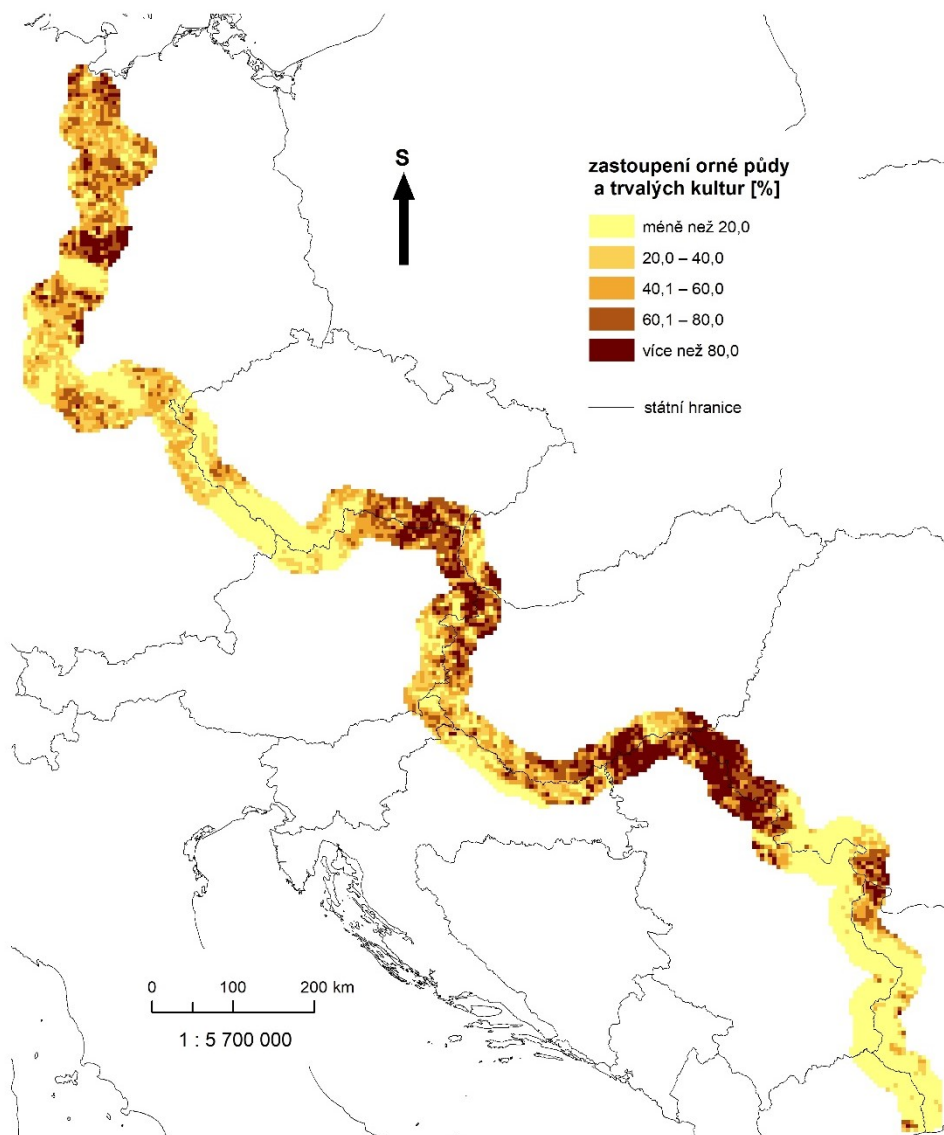 S
zastoupení orné půdy
a trvalých kultur [%]
méně než 20,0
20,0 – 40,0
40,1 – 60,0
60,1 – 80,0
více než 80,0
státní hranice
0 100 200 km
1 : 5 700 000